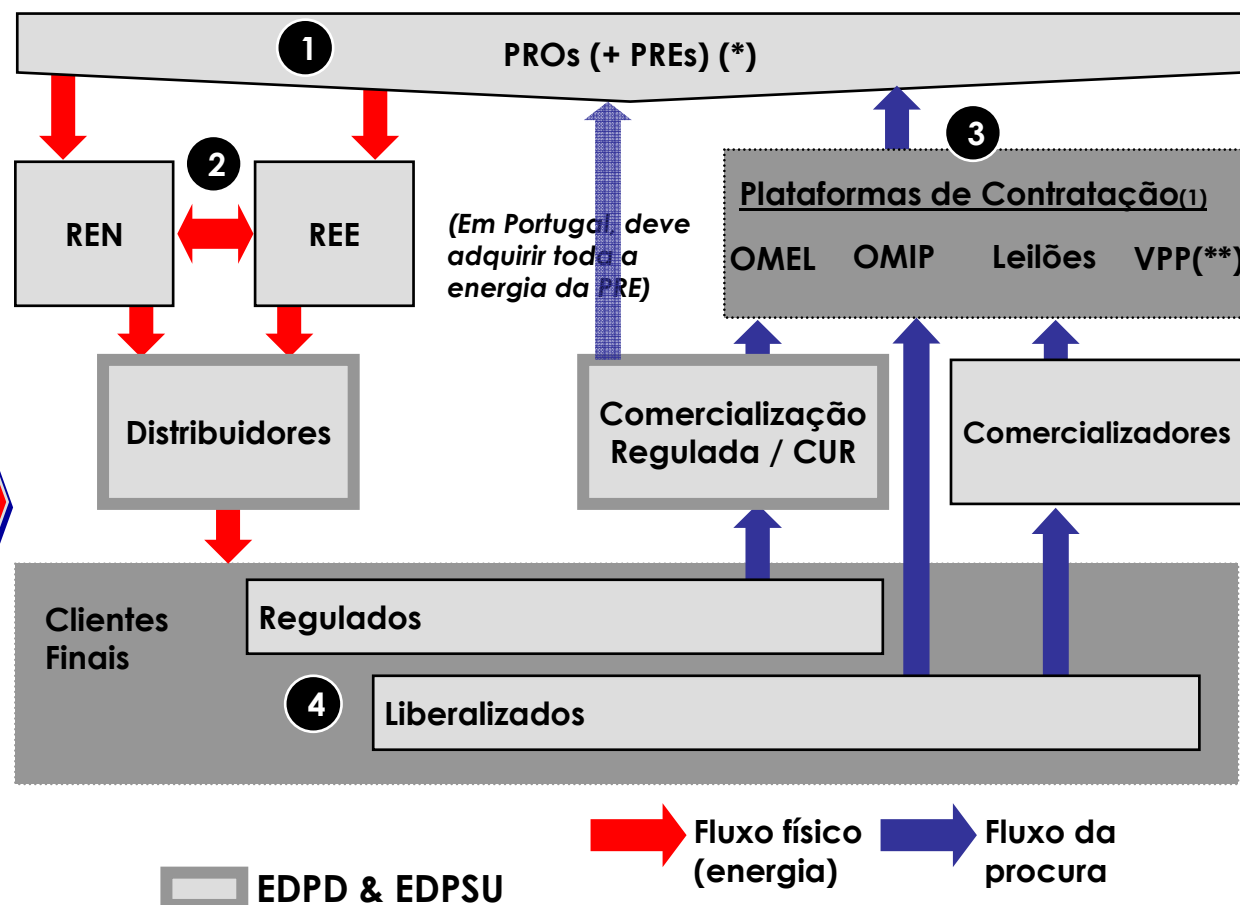 1
PROs (+ PREs) (*)
2
3
REN
REE
(Em Portugal, deve
adquirir toda a
energia da PRE)
Plataformas de Contratação(1)
OMEL OMIP Leilões VPP(**)
Distribuidores
Comercialização
Regulada / CUR
Comercializadores
Clientes
Finais
Regulados
4
Liberalizados
Fluxo físico
(energia)
Fluxo da
procura
EDPD & EDPSU